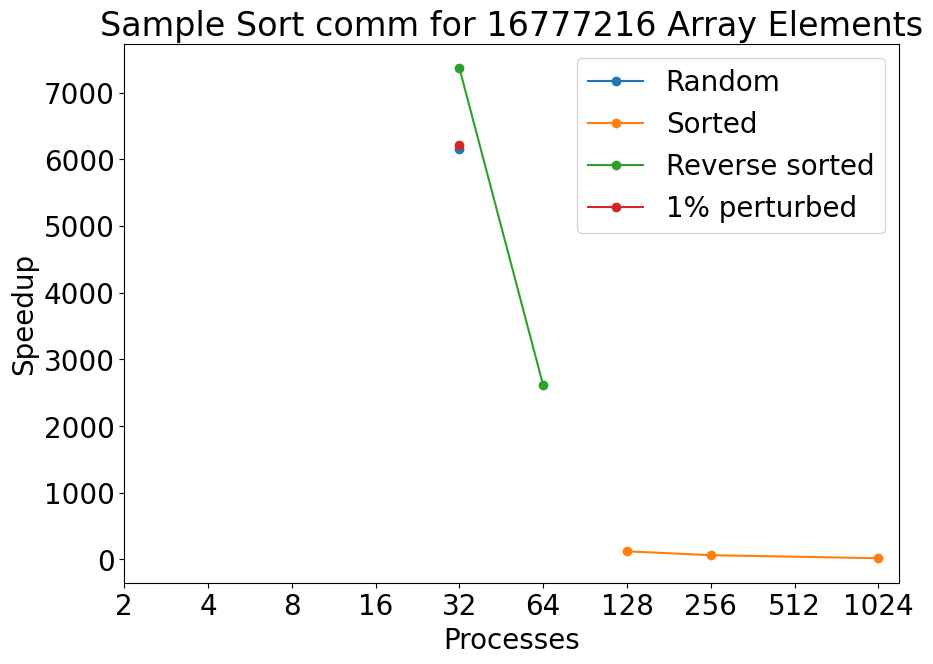 Sample Sort comm for 16777216 Array Elements
Random
Sorted
Reverse sorted
1% perturbed
Speedup
7000
6000
5000
4000
3000
2000
1000
0
2 4 8 16 32 64 128 256 512 1024
Processes